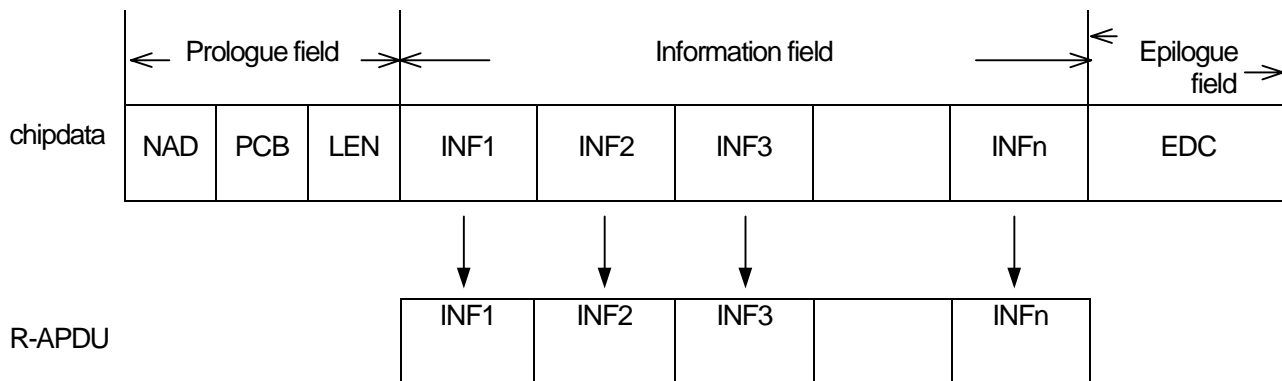 Prologue field
Information field
Epilogue
field
chipdata
NAD PCB LEN INF1 INF2 INF3 INFn EDC
R-APDU
INF1 INF2 INF3 INFn